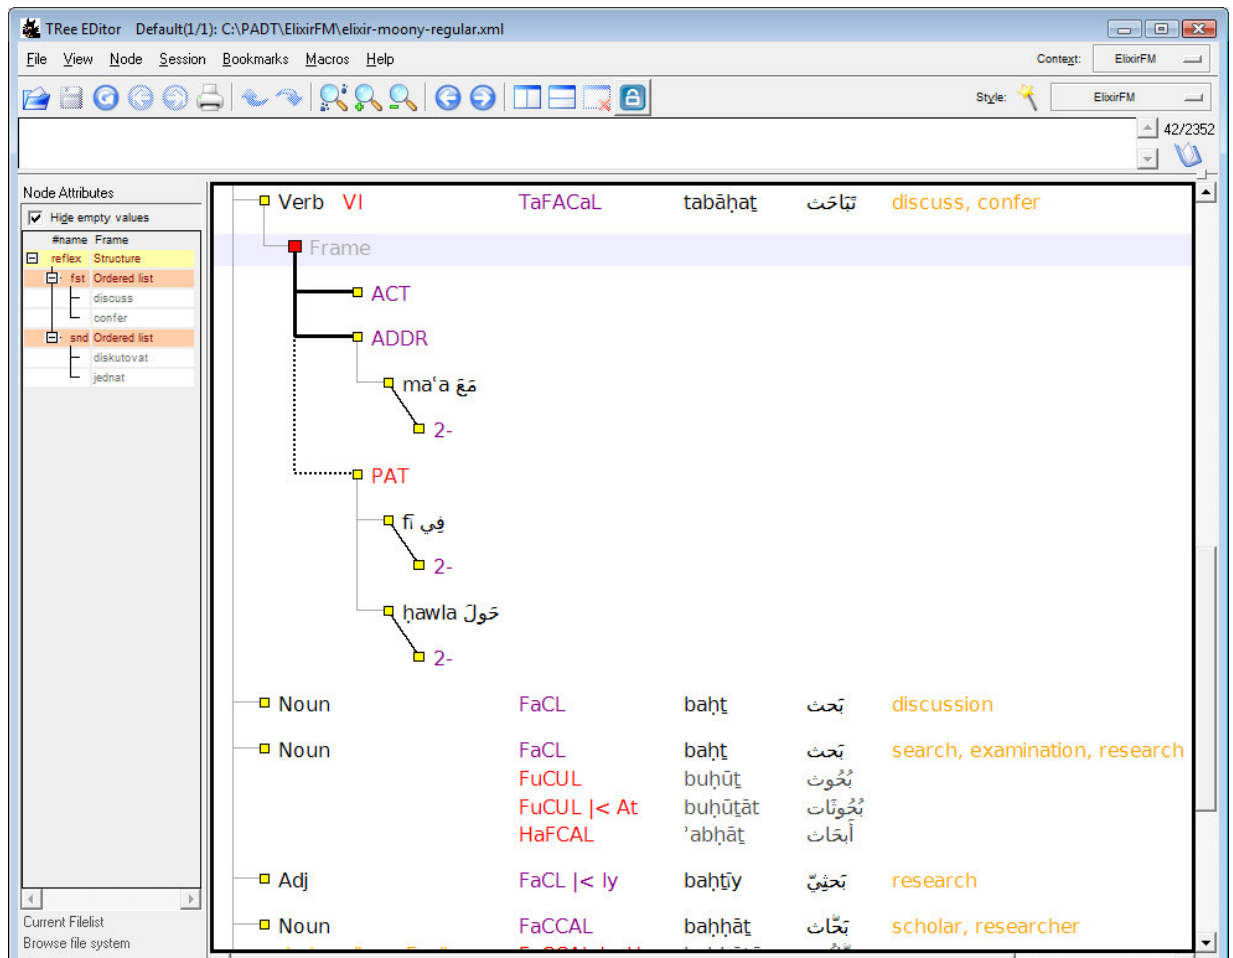 TRee EDitor Default(1/1): C:\PADT\ElixirFM\elixir-moony-regular.xml
File View Node Session Bookmarks Macros Help Context: ElixirFM
Style: ElixirFM
42/2352
Node Attributes
Hide empty values
#name Frame
reflex Structure
fst Ordered list
discuss
confer
snd Ordered list
diskutovat
jednat
Current Filelist
Browse file system
Verb VI TaFACaL tabāḥaṯ تَبَاحَث discuss, confer
Frame
ACT
ADDR
maʿa مَعَ
2-
PAT
fī فِي
2-
ḥawla حَولَ
2-
Noun FaCL baḥṯ بَحث discussion
Noun FaCL baḥṯ بَحث search, examination, research
FuCUL buḥūṯ بُحُوث
FuCUL |< At buḥūṯāt بُحُوثَات
HaFCAL ʾabḥāṯ أَبحَاث
Adj FaCL |< Iy baḥṯīy بَحثِيّ research
Noun FaCCAL baḥḥāṯ بَحَّاث scholar, researcher